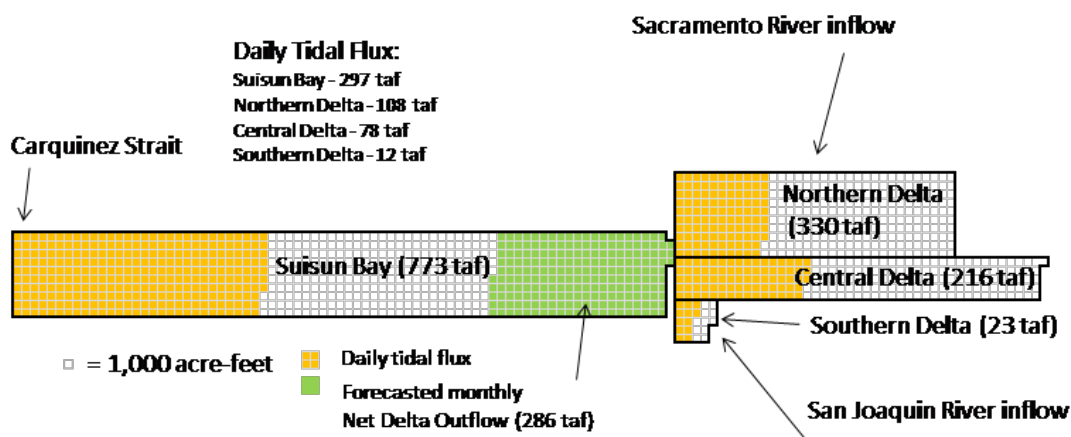 Sacramento River inflow
Daily Tidal Flux:
Suisun Bay - 297 taf
Northern Delta - 108 taf
Central Delta - 78 taf
Southern Delta - 12 taf
Carquinez Strait
Northern Delta
(330 taf)
Suisun Bay (773 taf)
Central Delta (216 taf)
Southern Delta (23 taf)
= 1,000 acre-feet
Daily tidal flux
Forecasted monthly
Net Delta Outflow (286 taf)
San Joaquin River inflow